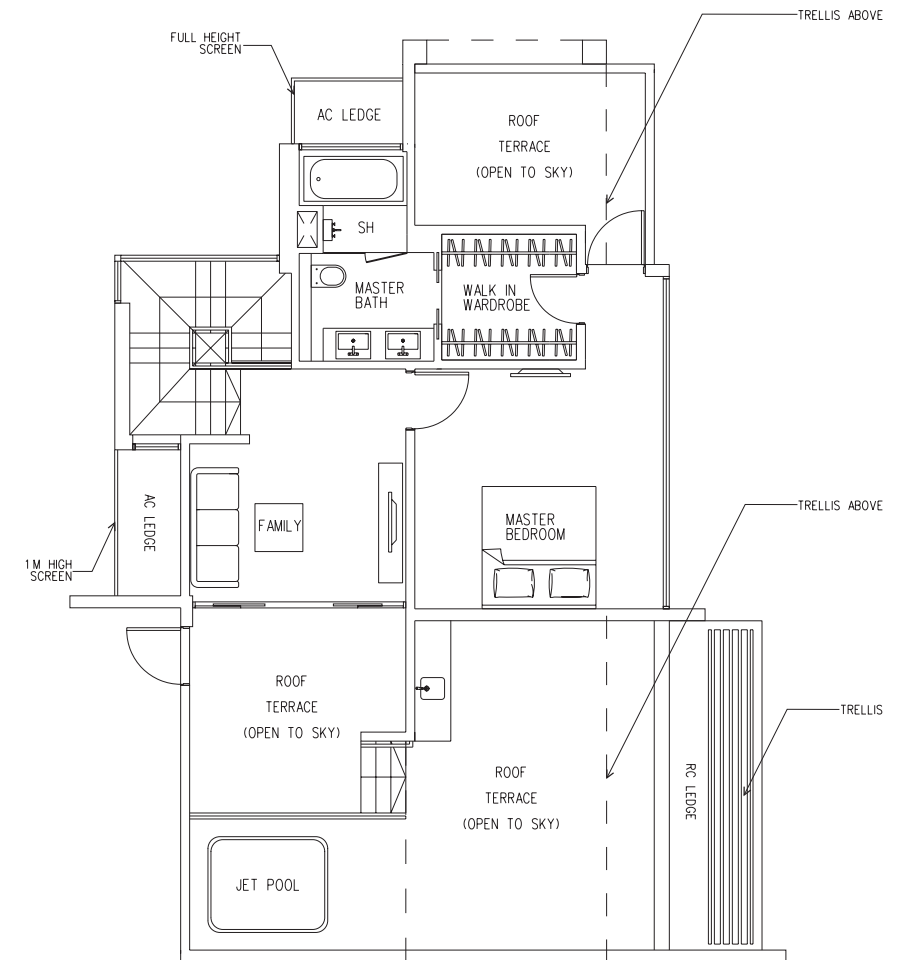 TRELLIS ABOVE
FULL HEIGHT
SCREEN
AC LEDGE
ROOF
TERRACE
(OPEN TO SKY)
SH
MASTER
BATH
WALK IN
WARDROBE
AC LEDGE
FAMILY
MASTER
BEDROOM
TRELLIS ABOVE
1 M HIGH
SCREEN
ROOF
TERRACE
(OPEN TO SKY)
TRELLIS
ROOF
TERRACE
(OPEN TO SKY)
RC LEDGE
JET POOL